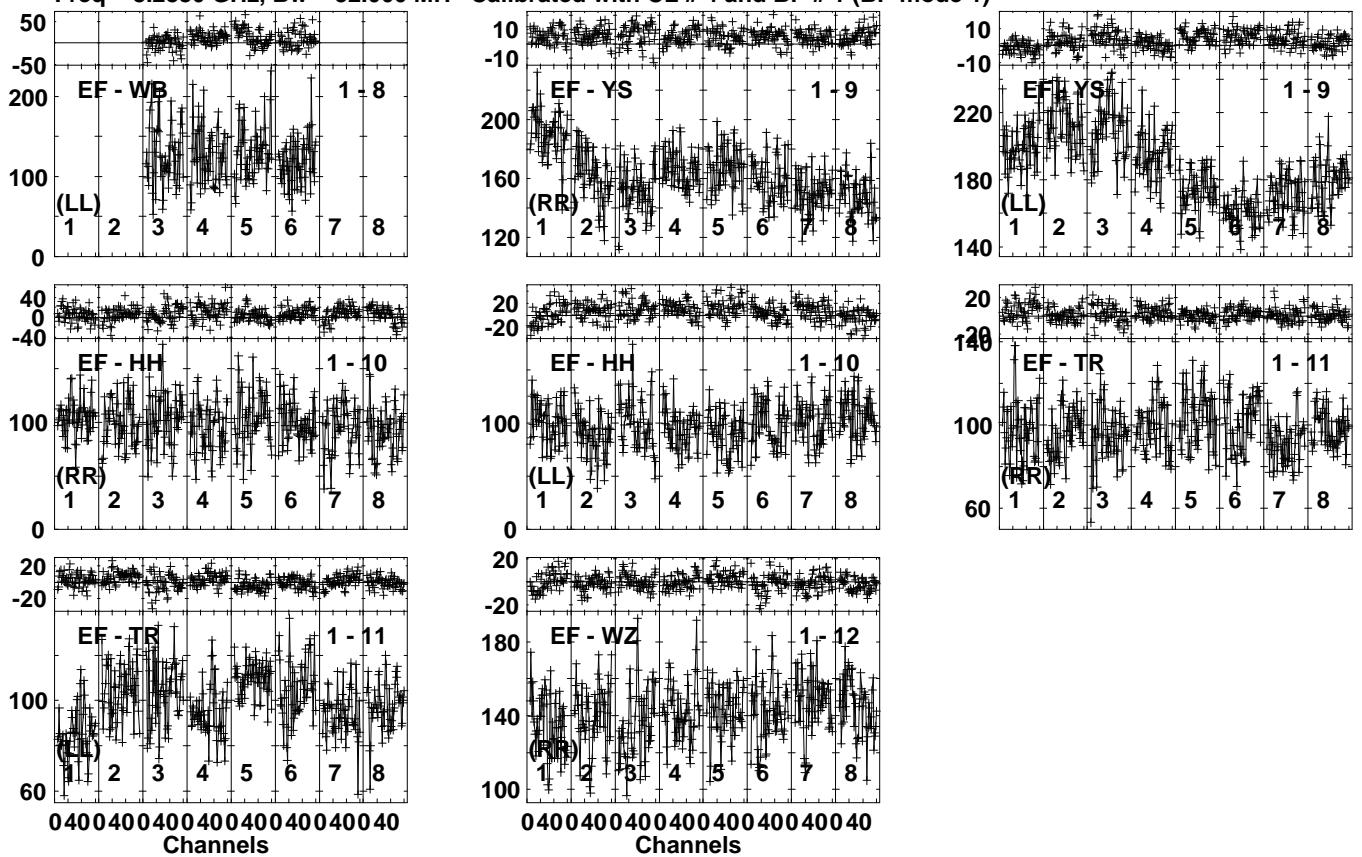 50
-50
200
100
0
EF - WB
1 - 8
(LL)
1 2 3 4 5 6 7 8
10
-10
200
160
120
EF - YS
1 - 9
(RR)
1 2 3 4 5 6 7 8
10
-10
220
180
140
EF - YS
1 - 9
(LL)
1 2 3 4 5 6 7 8
40
0
-40
100
0
EF - HH
1 - 10
(RR)
1 2 3 4 5 6 7 8
20
-20
100
0
EF - HH
1 - 10
(LL)
1 2 3 4 5 6 7 8
20
-20
140
100
60
EF - TR
1 - 11
(RR)
1 2 3 4 5 6 7 8
20
-20
100
60
EF - TR
1 - 11
(LL)
1 2 3 4 5 6 7 8
0 40 0 40 0 40 0 40 0 40 0 40 0 40 0 40
Channels
20
-20
180
140
100
EF - WZ
1 - 12
(RR)
1 2 3 4 5 6 7 8
0 40 0 40 0 40 0 40 0 40 0 40 0 40 0 40
Channels